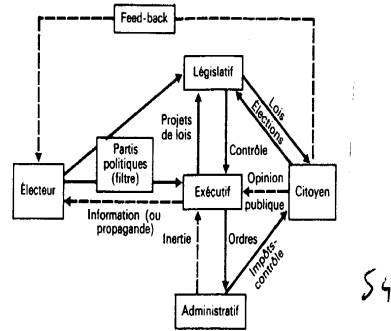 Feed-back
Législatif
Lois
Élections
Projets
de lois
Partis
politiques
(filtre)
Contrôle
Électeur
Exécutif
Opinion
publique
Citoyen
Information (ou
propagande)
Inertie
Ordres
Impôts-
contrôle
Administratif